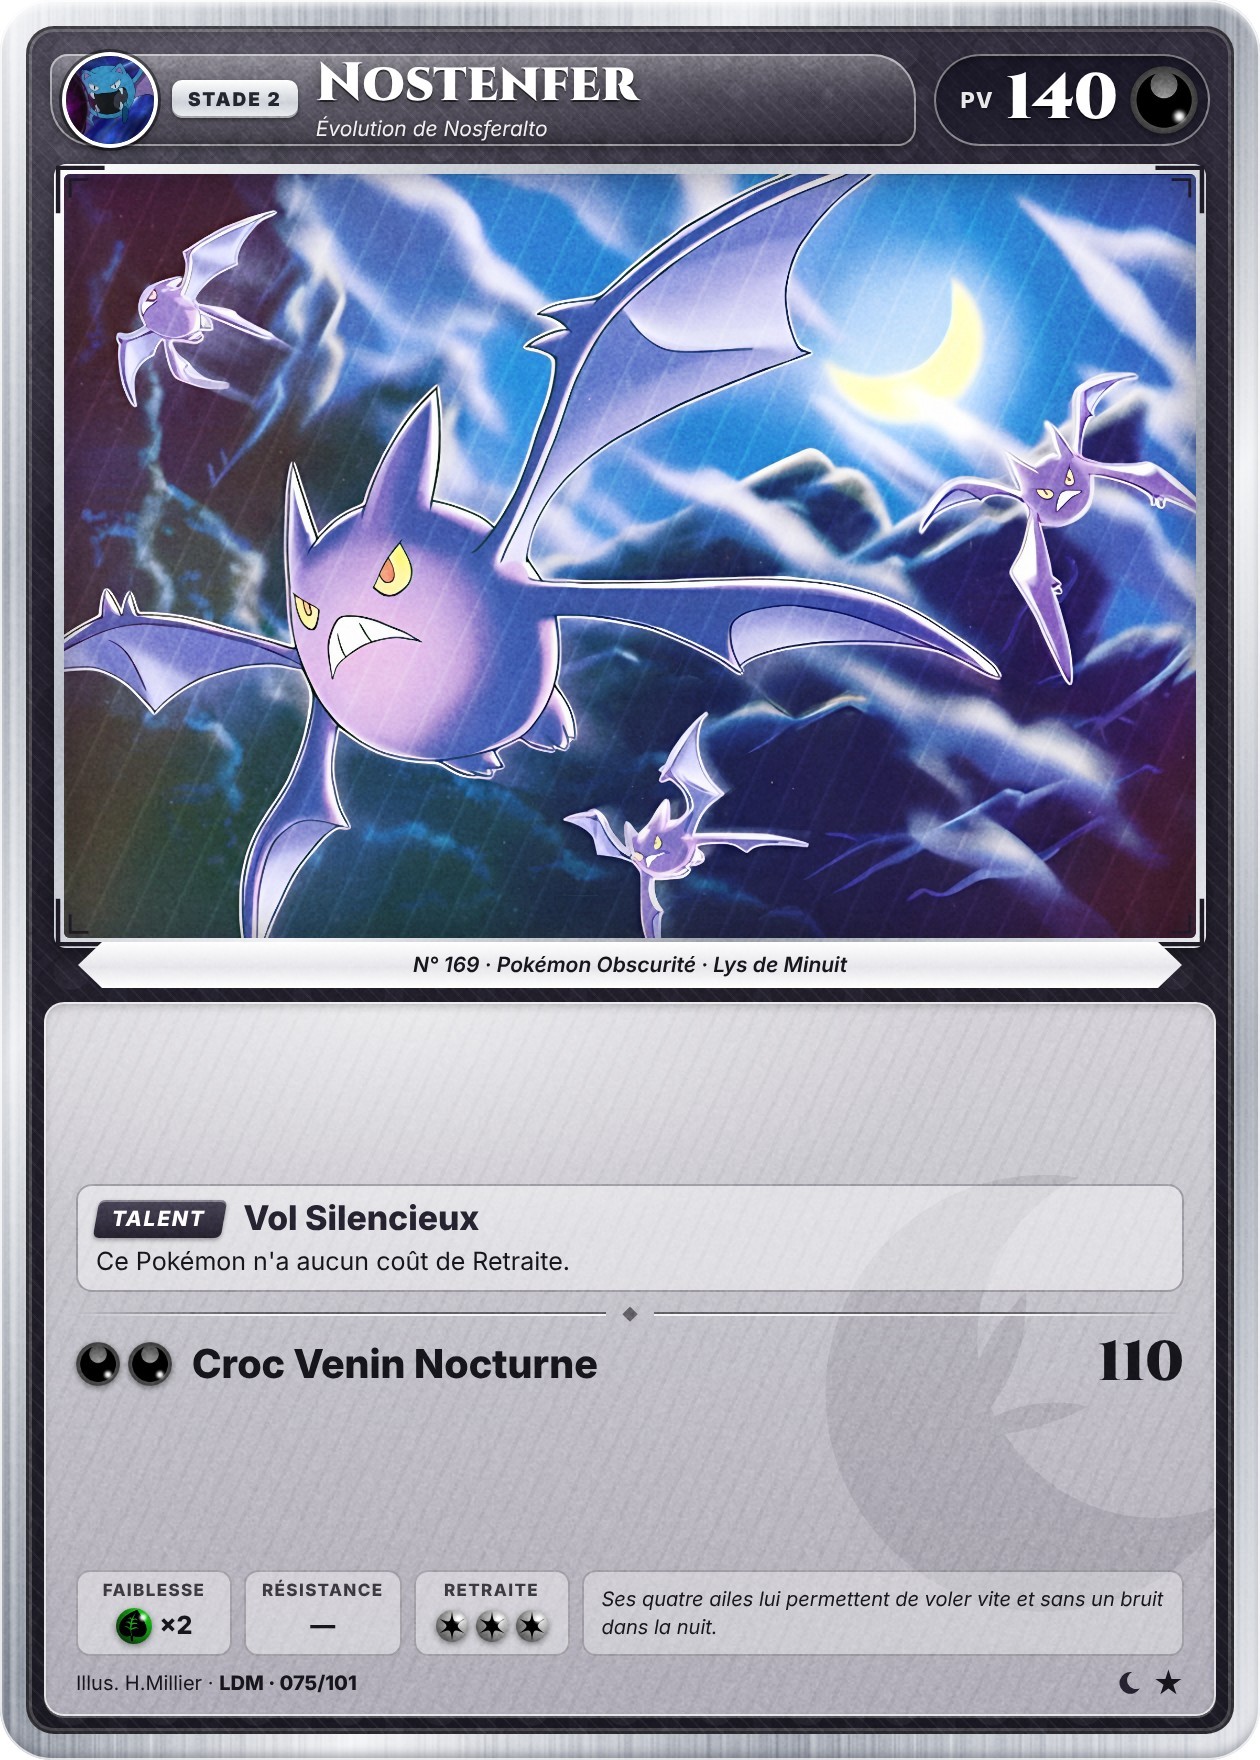 STADE 2
Nostenfer
Évolution de Nosferalto
PV 140
N° 169 · Pokémon Obscurité · Lys de Minuit
TALENT Vol Silencieux
Ce Pokémon n'a aucun coût de Retraite.
Croc Venin Nocturne 110
FAIBLESSE
×2
RÉSISTANCE
—
RETRAITE
Ses quatre ailes lui permettent de voler vite et sans un bruit
dans la nuit.
Illus. H.Millier · LDM · 075/101